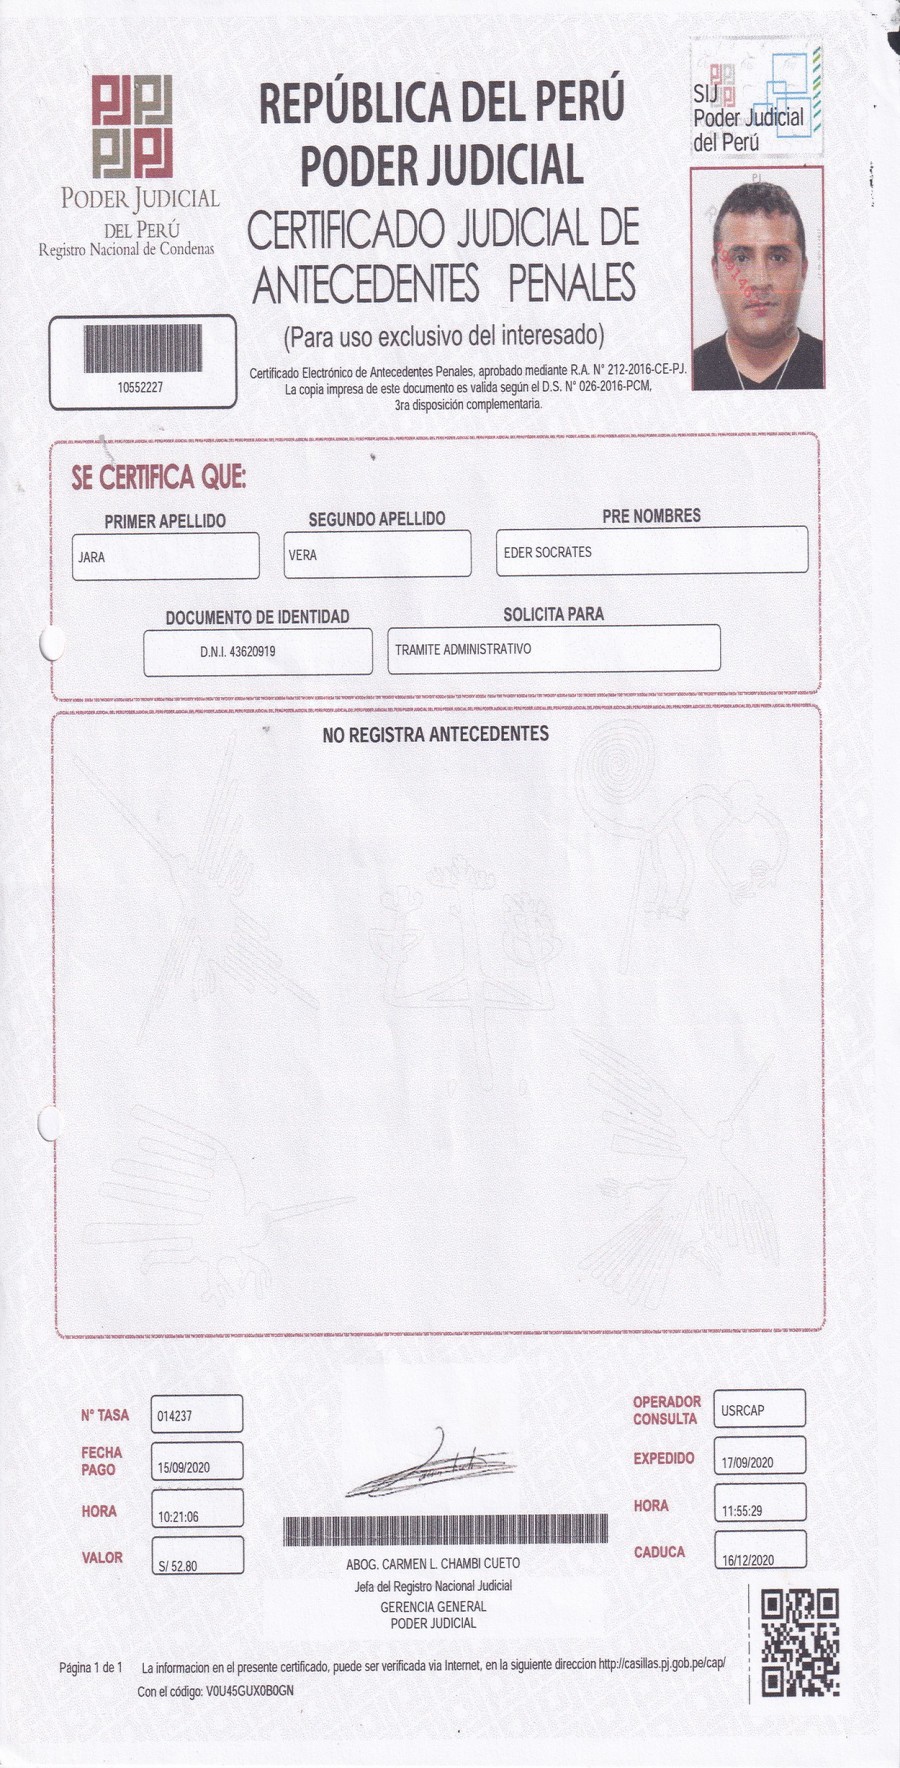 PODER JUDICIAL
DEL PERÚ
Registro Nacional de Condenas
REPÚBLICA DEL PERÚ
PODER JUDICIAL
CERTIFICADO JUDICIAL DE
ANTECEDENTES PENALES
(Para uso exclusivo del interesado)
Certificado Electrónico de Antecedentes Penales, aprobado mediante R.A. N° 212-2016-CE-PJ.
La copia impresa de este documento es valida según el D.S. N° 026-2016-PCM,
3ra disposición complementaria.
SIJ
Poder Judicial
del Perú
10552227
SE CERTIFICA QUE:
PRIMER APELLIDO SEGUNDO APELLIDO PRE NOMBRES
JARA VERA EDER SOCRATES
DOCUMENTO DE IDENTIDAD SOLICITA PARA
D.N.I. 43620919 TRAMITE ADMINISTRATIVO
NO REGISTRA ANTECEDENTES
N° TASA 014237
FECHA PAGO 15/09/2020
HORA 10:21:06
VALOR S/ 52.80
ABOG. CARMEN L. CHAMBI CUETO
Jefa del Registro Nacional Judicial
GERENCIA GENERAL
PODER JUDICIAL
OPERADOR CONSULTA USRCAP
EXPEDIDO 17/09/2020
HORA 11:55:29
CADUCA 16/12/2020
Página 1 de 1 La informacion en el presente certificado, puede ser verificada via Internet, en la siguiente direccion http://casillas.pj.gob.pe/cap/
Con el código: V0U45GUX0B0GN